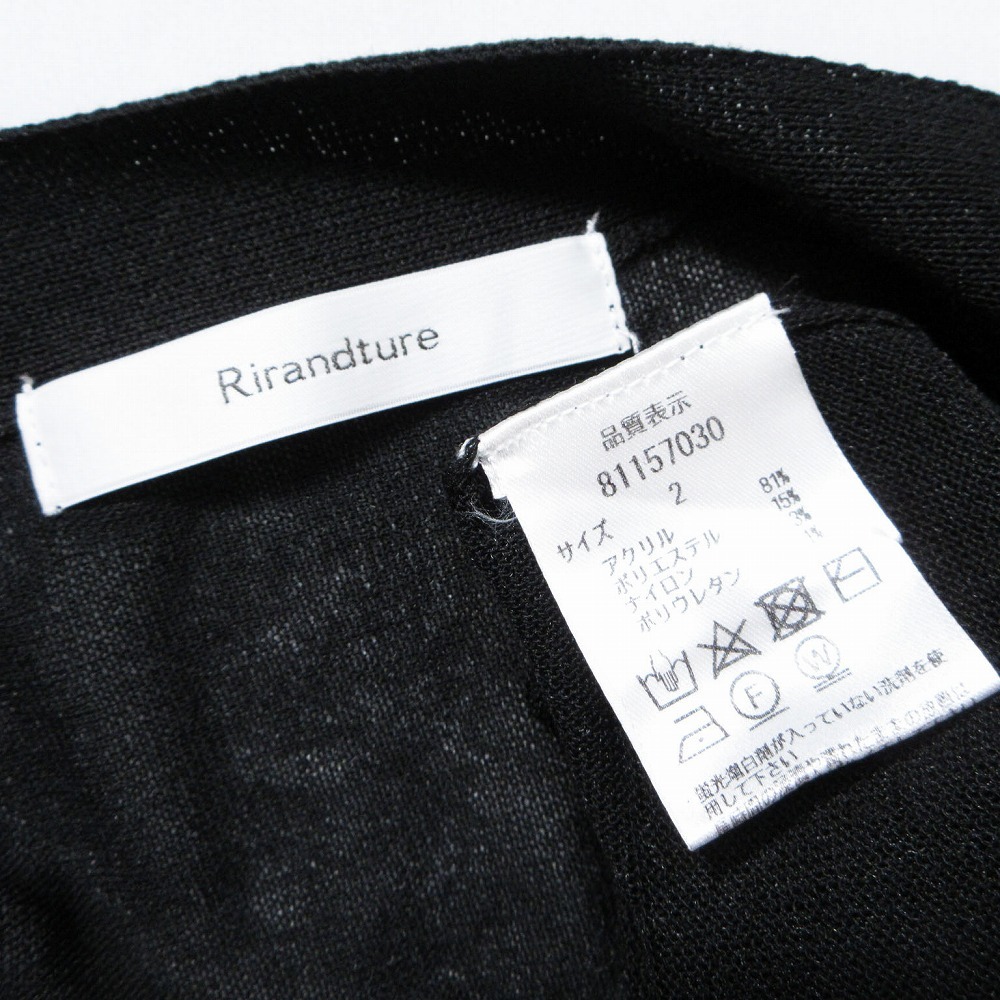 Rirandture
品質表示
81157030
サイズ 2
アクリル 81%
ポリエステル 15%
ナイロン 3%
ポリウレタン 1%
F W
蛍光増白剤が入っていない洗剤を使
用して下さい